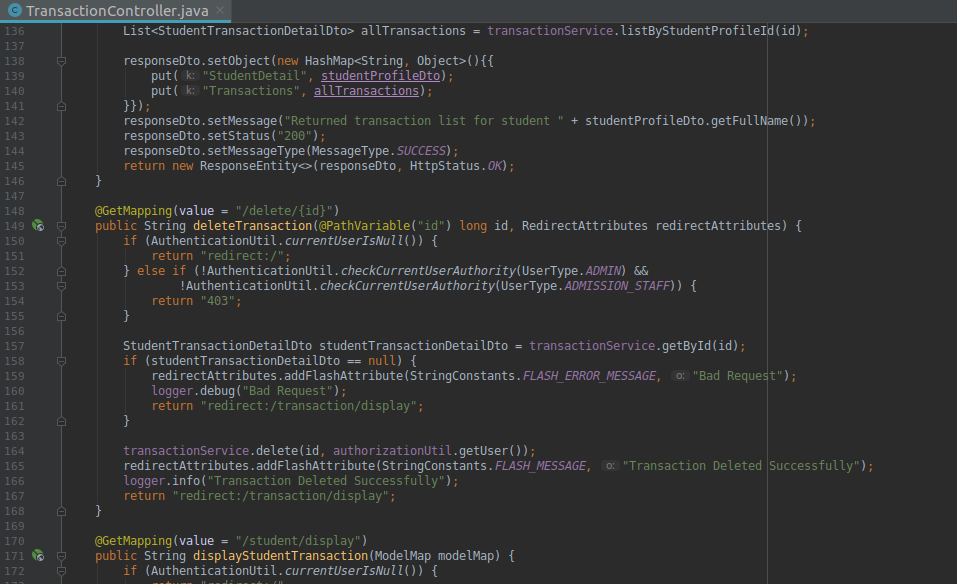 TransactionController.java
136 List<StudentTransactionDetailDto> allTransactions = transactionService.listByStudentProfileId(id);
137
138 responseDto.setObject(new HashMap<String, Object>(){{
139 put( k: "StudentDetail", studentProfileDto);
140 put( k: "Transactions", allTransactions);
141 }});
142 responseDto.setMessage("Returned transaction list for student " + studentProfileDto.getFullName());
143 responseDto.setStatus("200");
144 responseDto.setMessageType(MessageType.SUCCESS);
145 return new ResponseEntity<>(responseDto, HttpStatus.OK);
146 }
147
148 @GetMapping(value = "/delete/{id}")
149 public String deleteTransaction(@PathVariable("id") long id, RedirectAttributes redirectAttributes) {
150 if (AuthenticationUtil.currentUserIsNull()) {
151 return "redirect:/";
152 } else if (!AuthenticationUtil.checkCurrentUserAuthority(UserType.ADMIN) &&
153 !AuthenticationUtil.checkCurrentUserAuthority(UserType.ADMISSION_STAFF)) {
154 return "403";
155 }
156
157 StudentTransactionDetailDto studentTransactionDetailDto = transactionService.getById(id);
158 if (studentTransactionDetailDto == null) {
159 redirectAttributes.addFlashAttribute(StringConstants.FLASH_ERROR_MESSAGE, o: "Bad Request");
160 logger.debug("Bad Request");
161 return "redirect:/transaction/display";
162 }
163
164 transactionService.delete(id, authorizationUtil.getUser());
165 redirectAttributes.addFlashAttribute(StringConstants.FLASH_MESSAGE, o: "Transaction Deleted Successfully");
166 logger.info("Transaction Deleted Successfully");
167 return "redirect:/transaction/display";
168 }
169
170 @GetMapping(value = "/student/display")
171 public String displayStudentTransaction(ModelMap modelMap) {
172 if (AuthenticationUtil.currentUserIsNull()) {